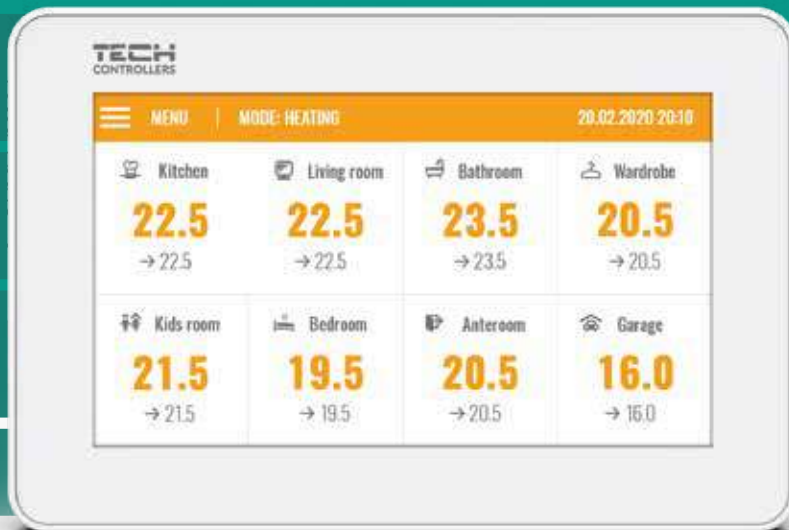 TECH
CONTROLLERS
MENU | MODE: HEATING 20.02.2020 20:10
Kitchen Living room Bathroom Wardrobe
22.5 22.5 23.5 20.5
→ 22.5 → 22.5 → 23.5 → 20.5
Kids room Bedroom Anteroom Garage
21.5 19.5 20.5 16.0
→ 21.5 → 19.5 → 20.5 → 16.0